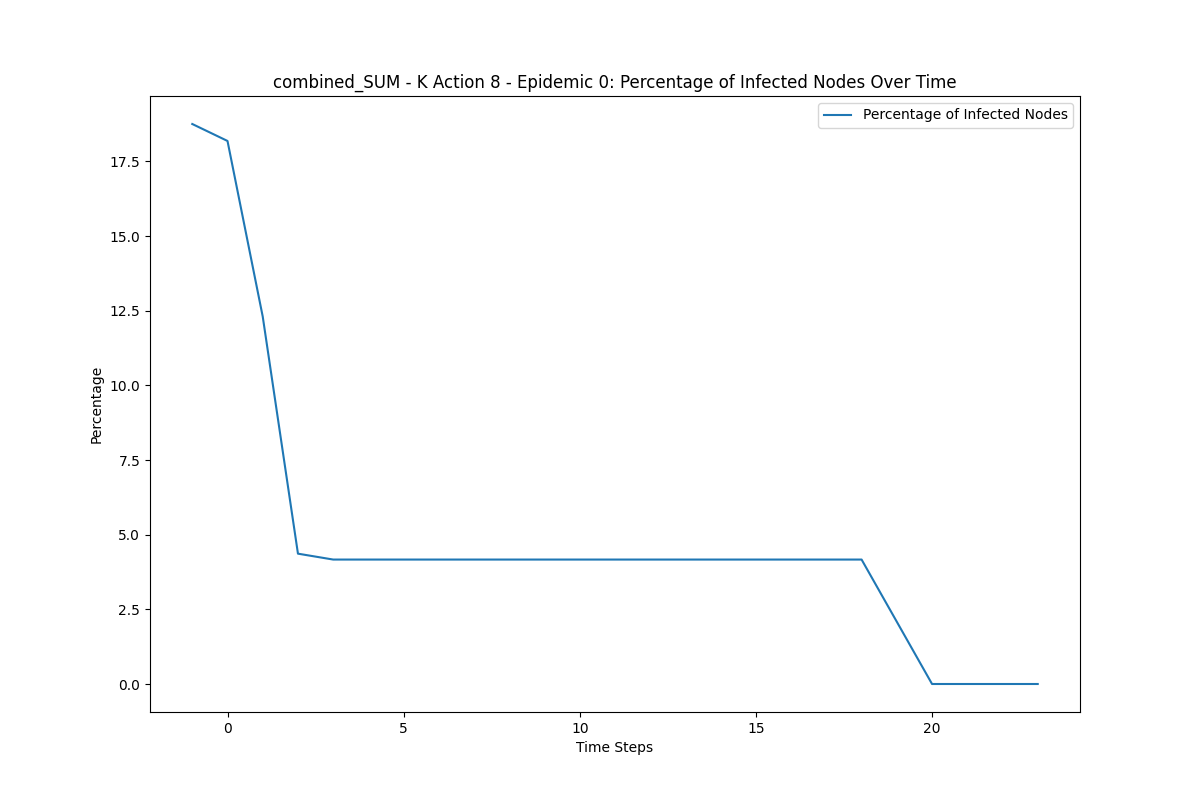 combined_SUM - K Action 8 - Epidemic 0: Percentage of Infected Nodes Over Time
Percentage of Infected Nodes
17.5
15.0
12.5
10.0
7.5
5.0
2.5
0.0
Percentage
0 5 10 15 20
Time Steps